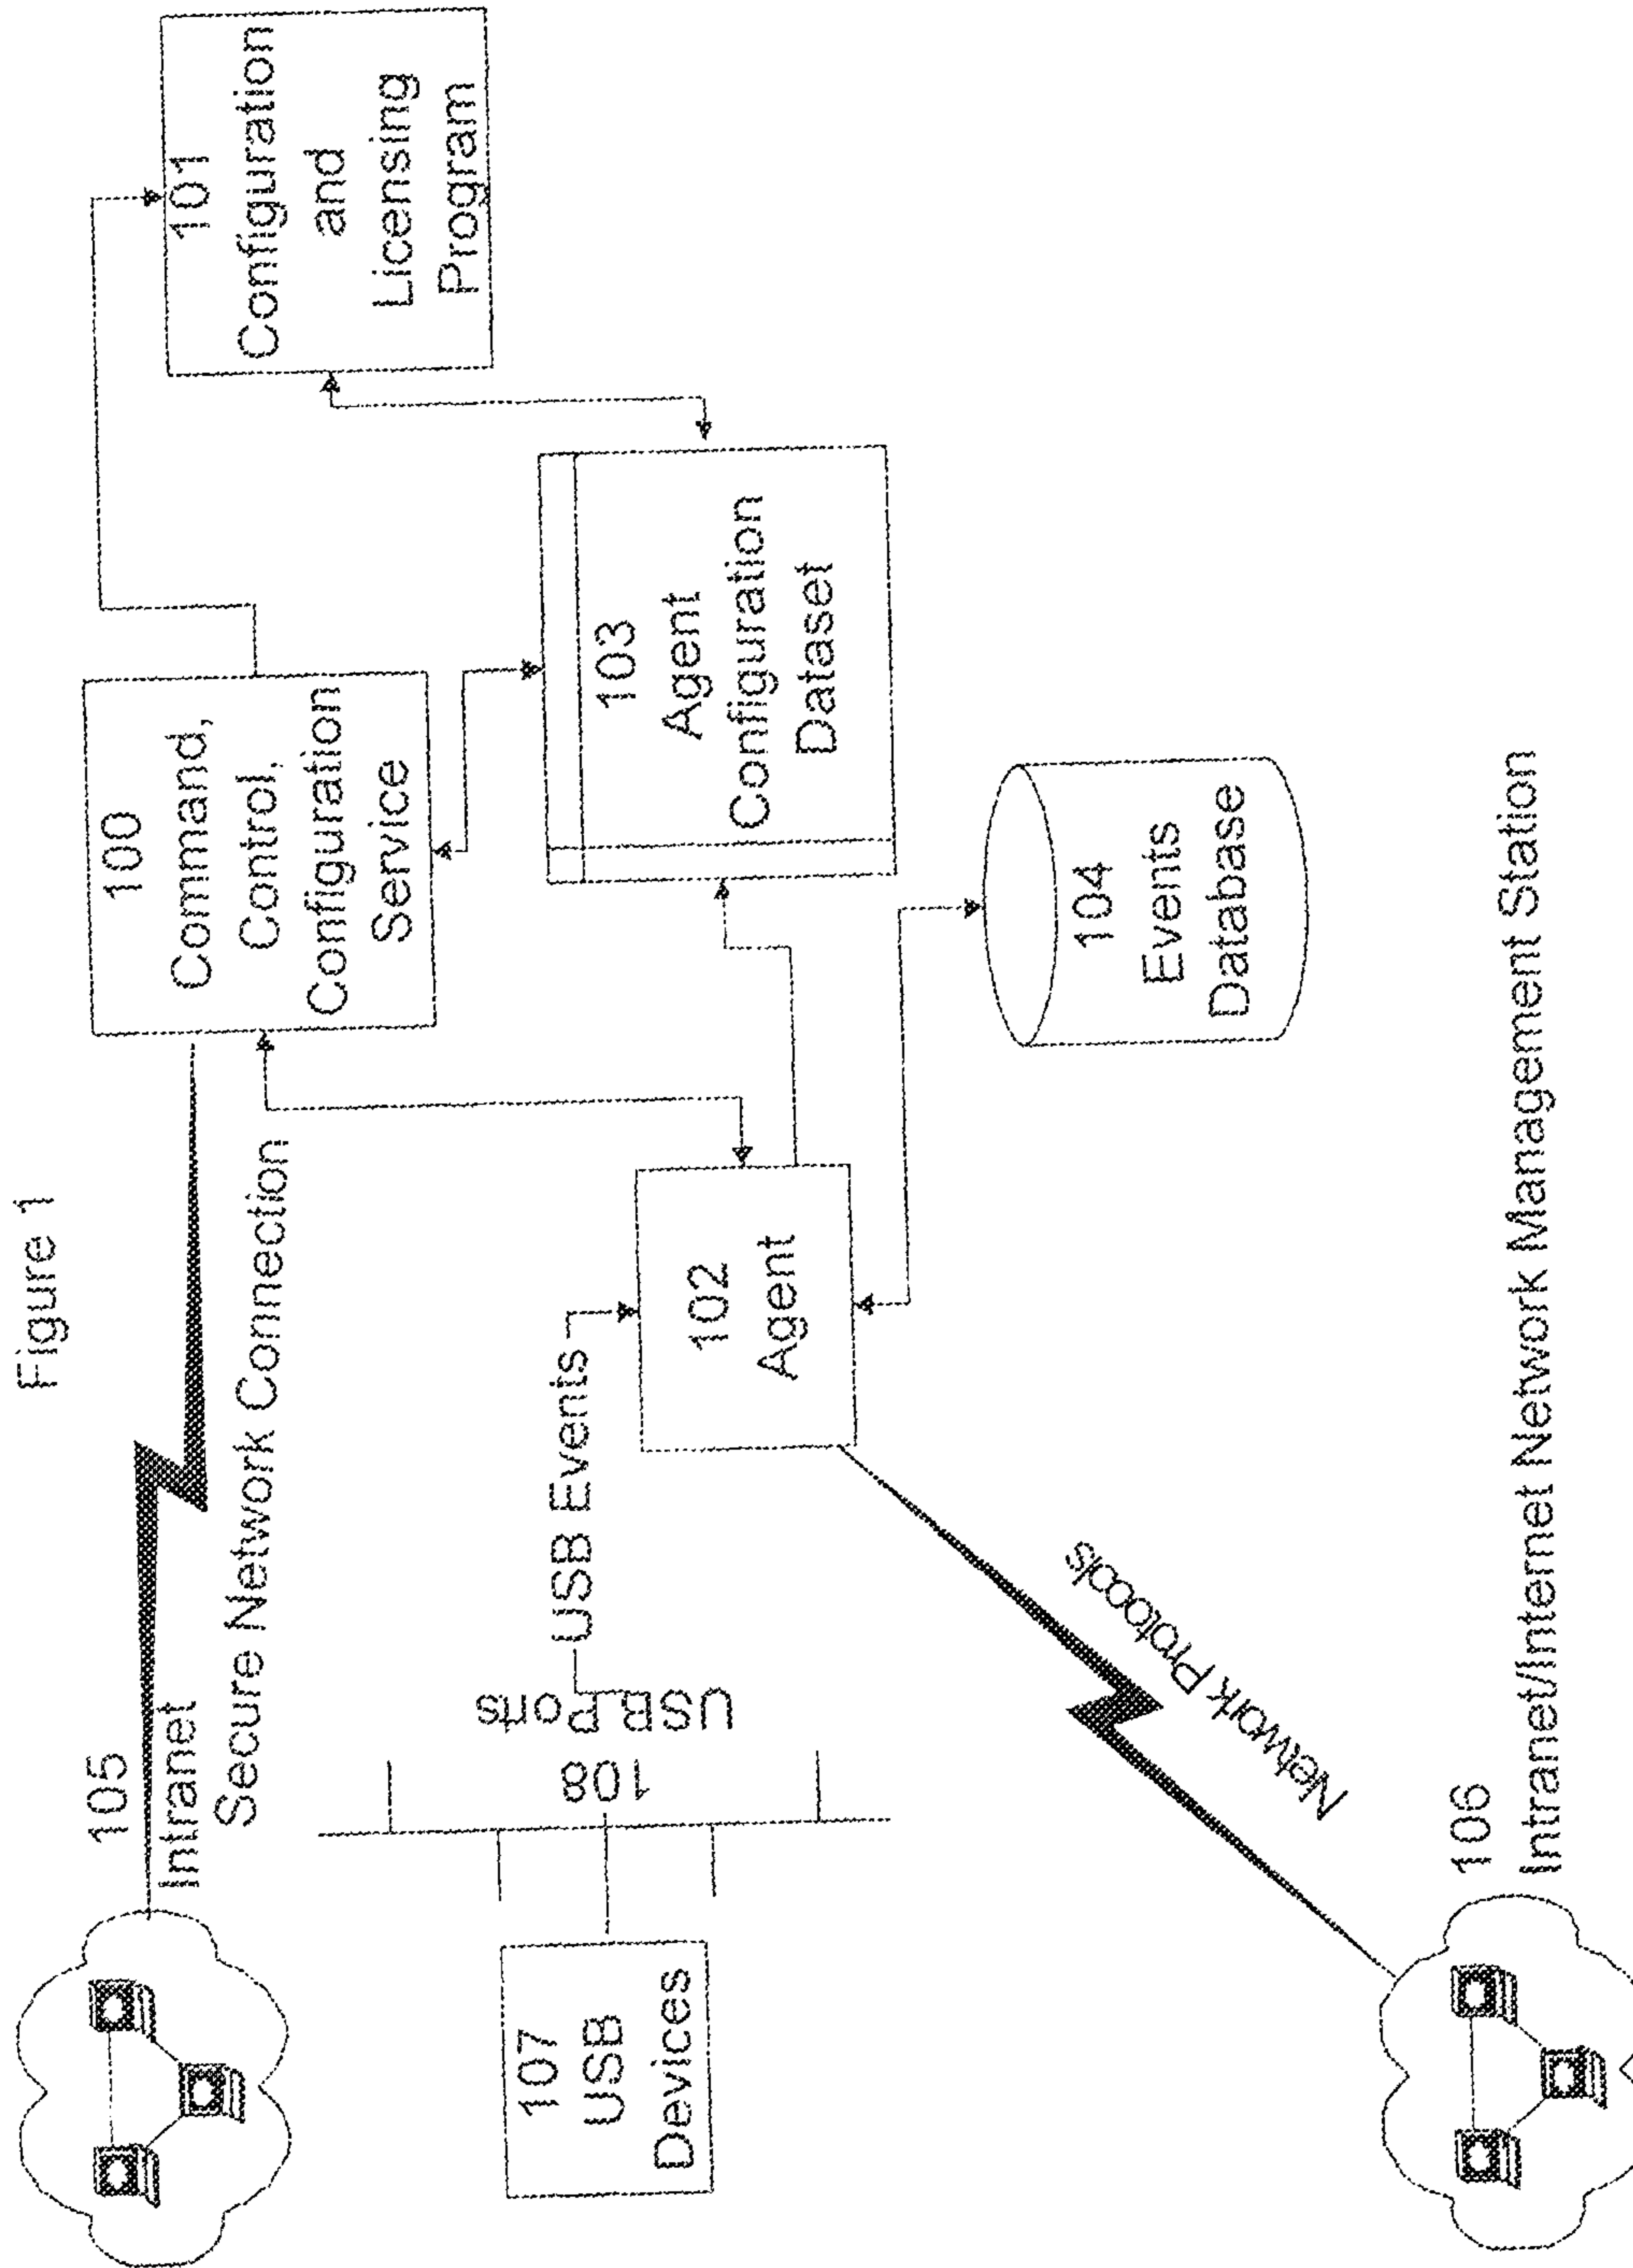 Figure 1
105
Intranet
Secure Network Connection
100
Command,
Control,
Configuration
Service
101
Configuration
and
Licensing
Program
107
USB
Devices
108
USB Ports
USB Events
102
Agent
103
Agent
Configuration
Dataset
104
Events
Database
Network Protocols
106
Intranet/Internet Network Management Station